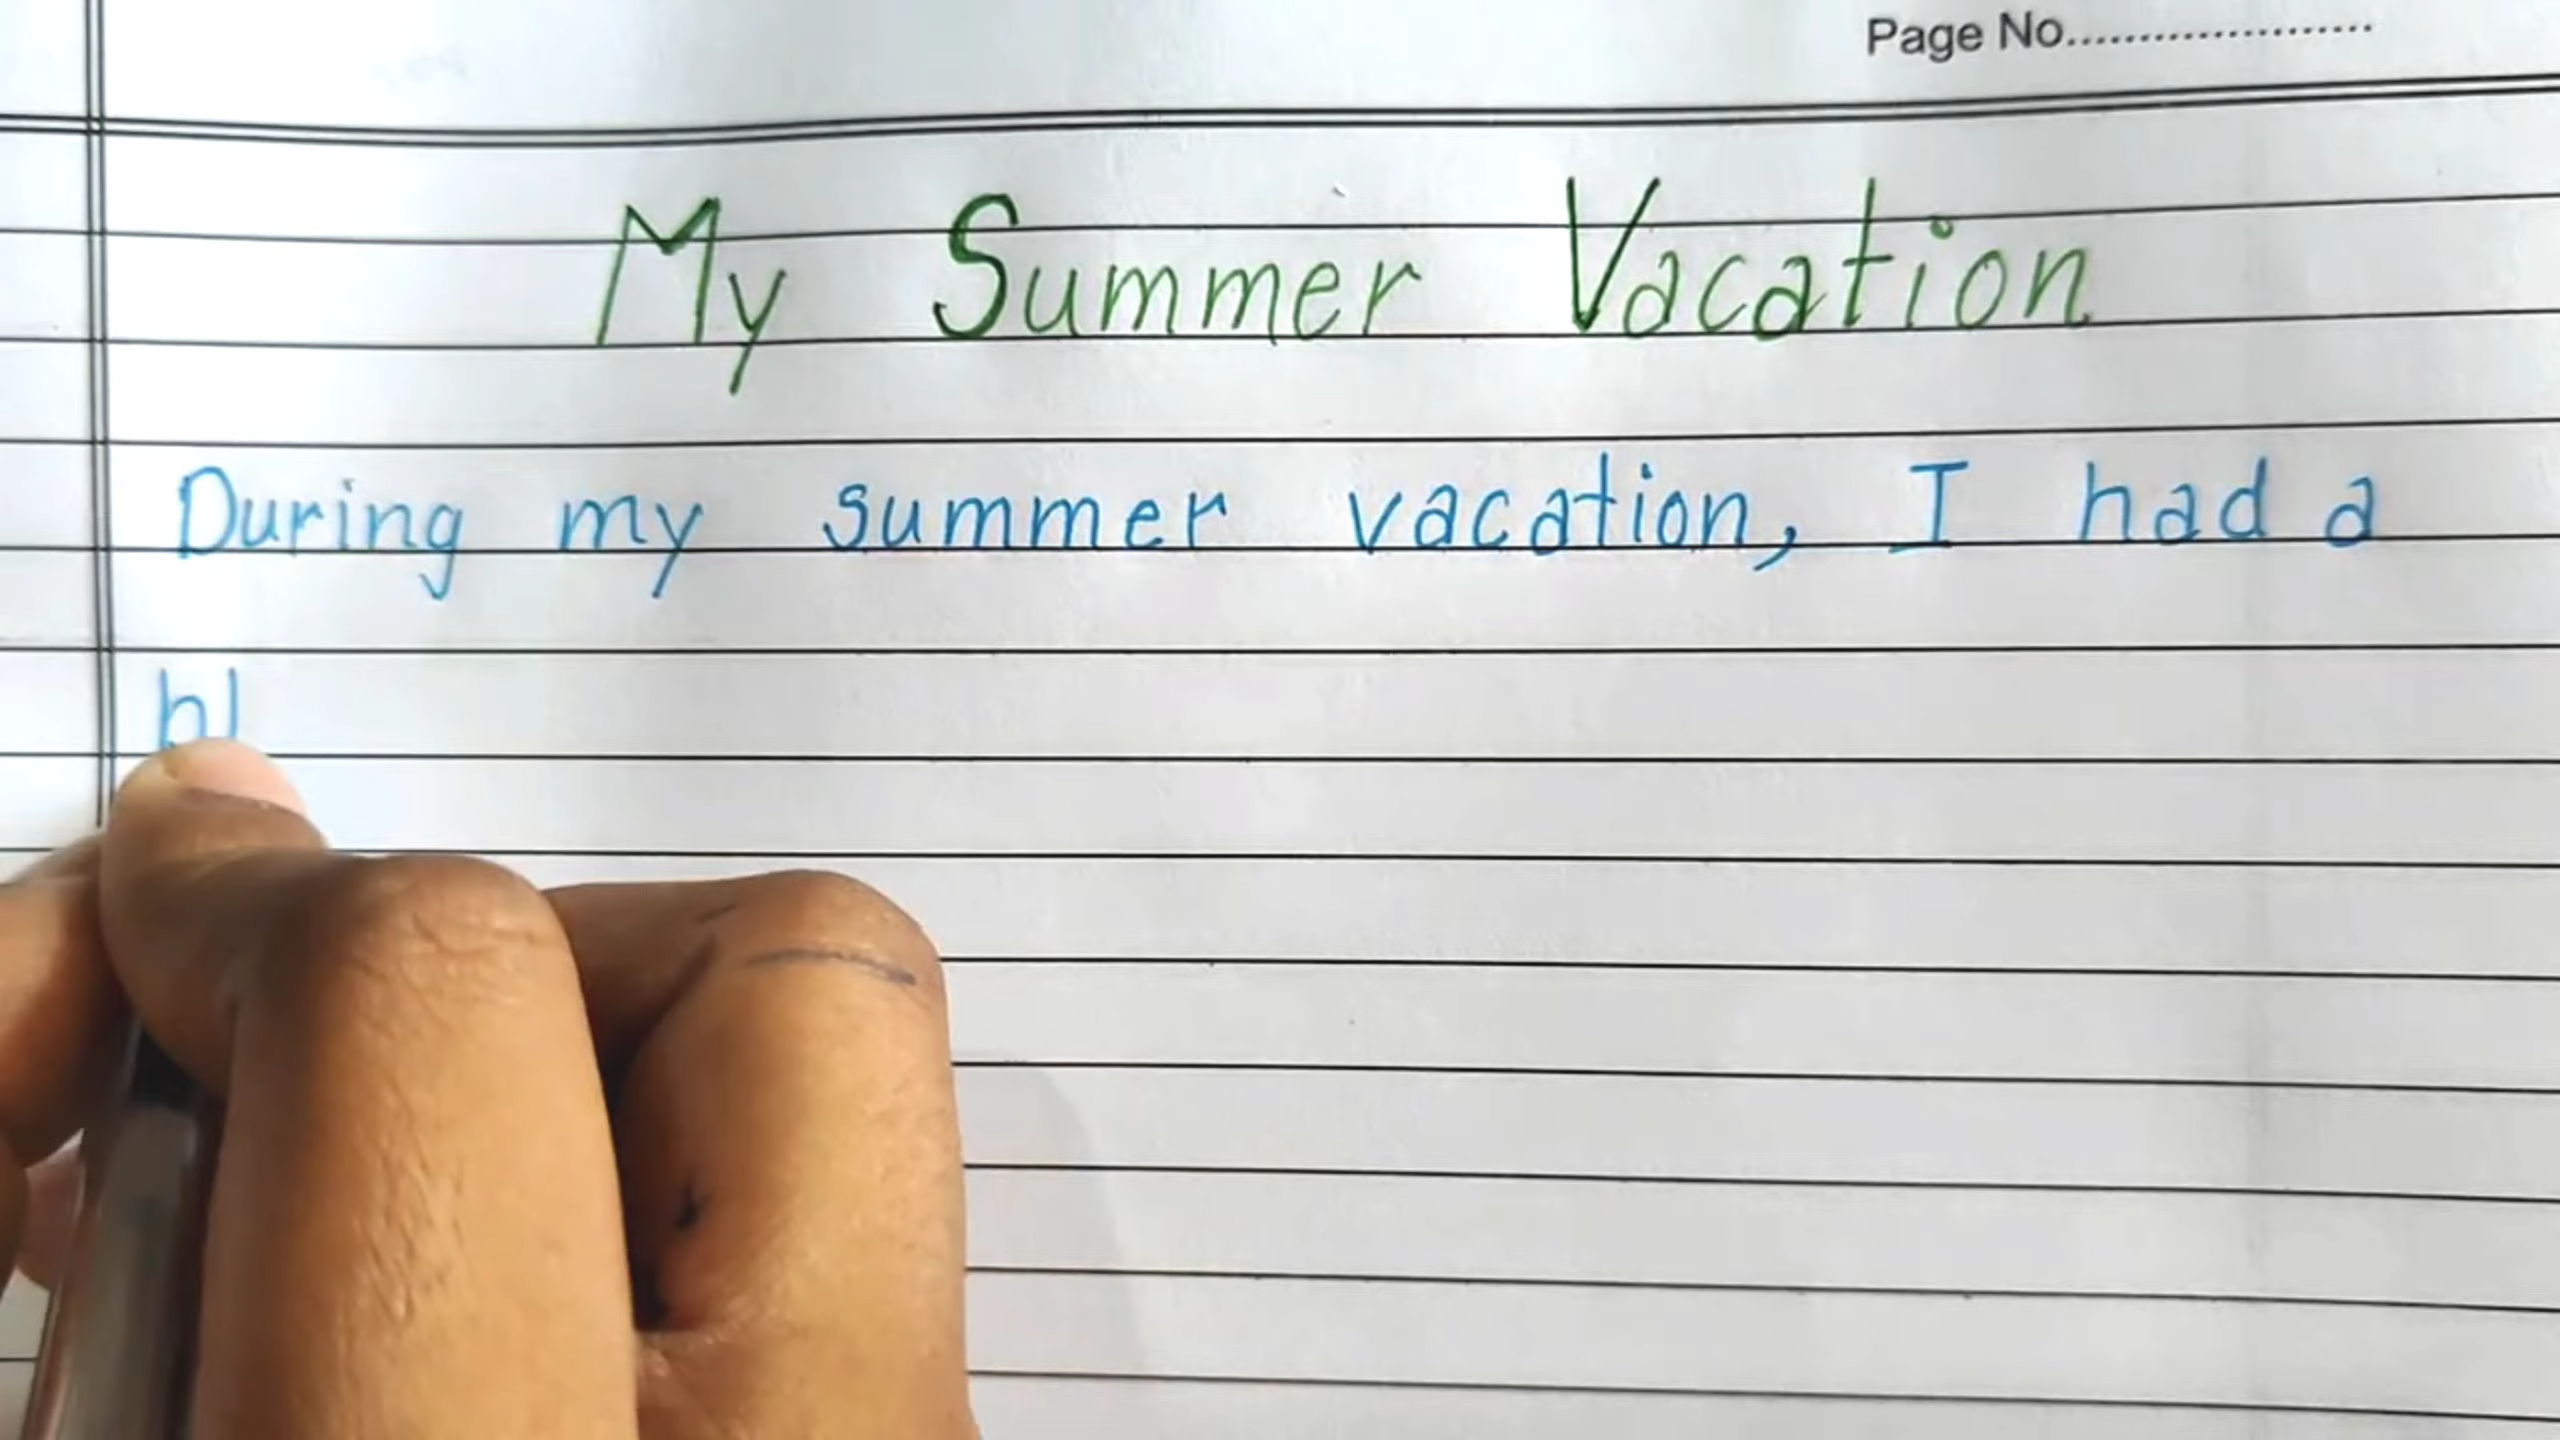 Page No.....................
My Summer Vacation
During my summer vacation, I had a